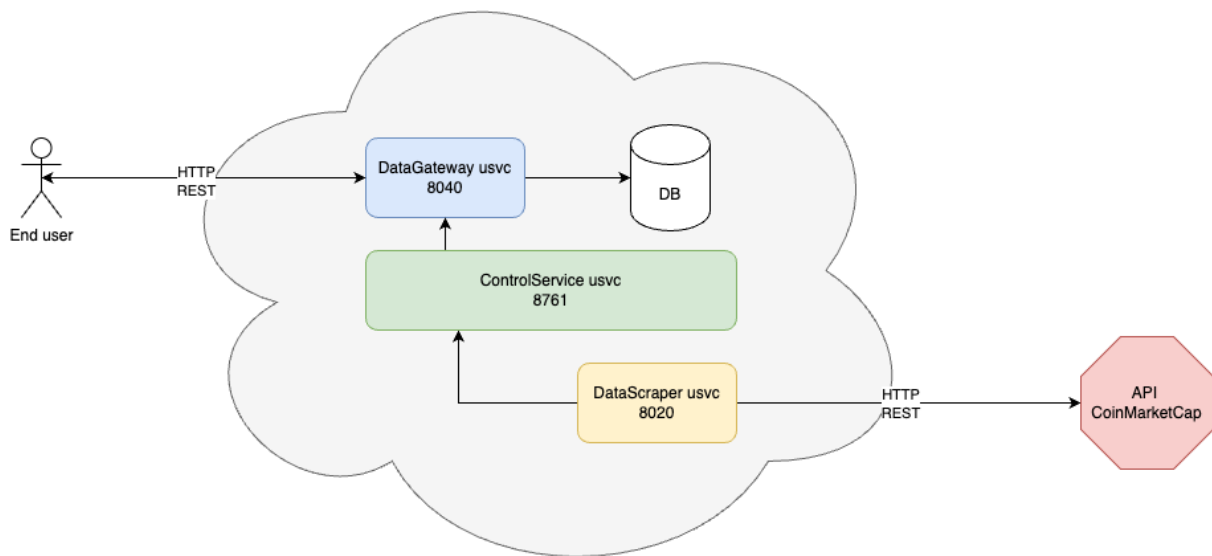 HTTP
REST
End user
DataGateway usvc
8040
DB
ControlService usvc
8761
DataScraper usvc
8020
HTTP
REST
API
CoinMarketCap